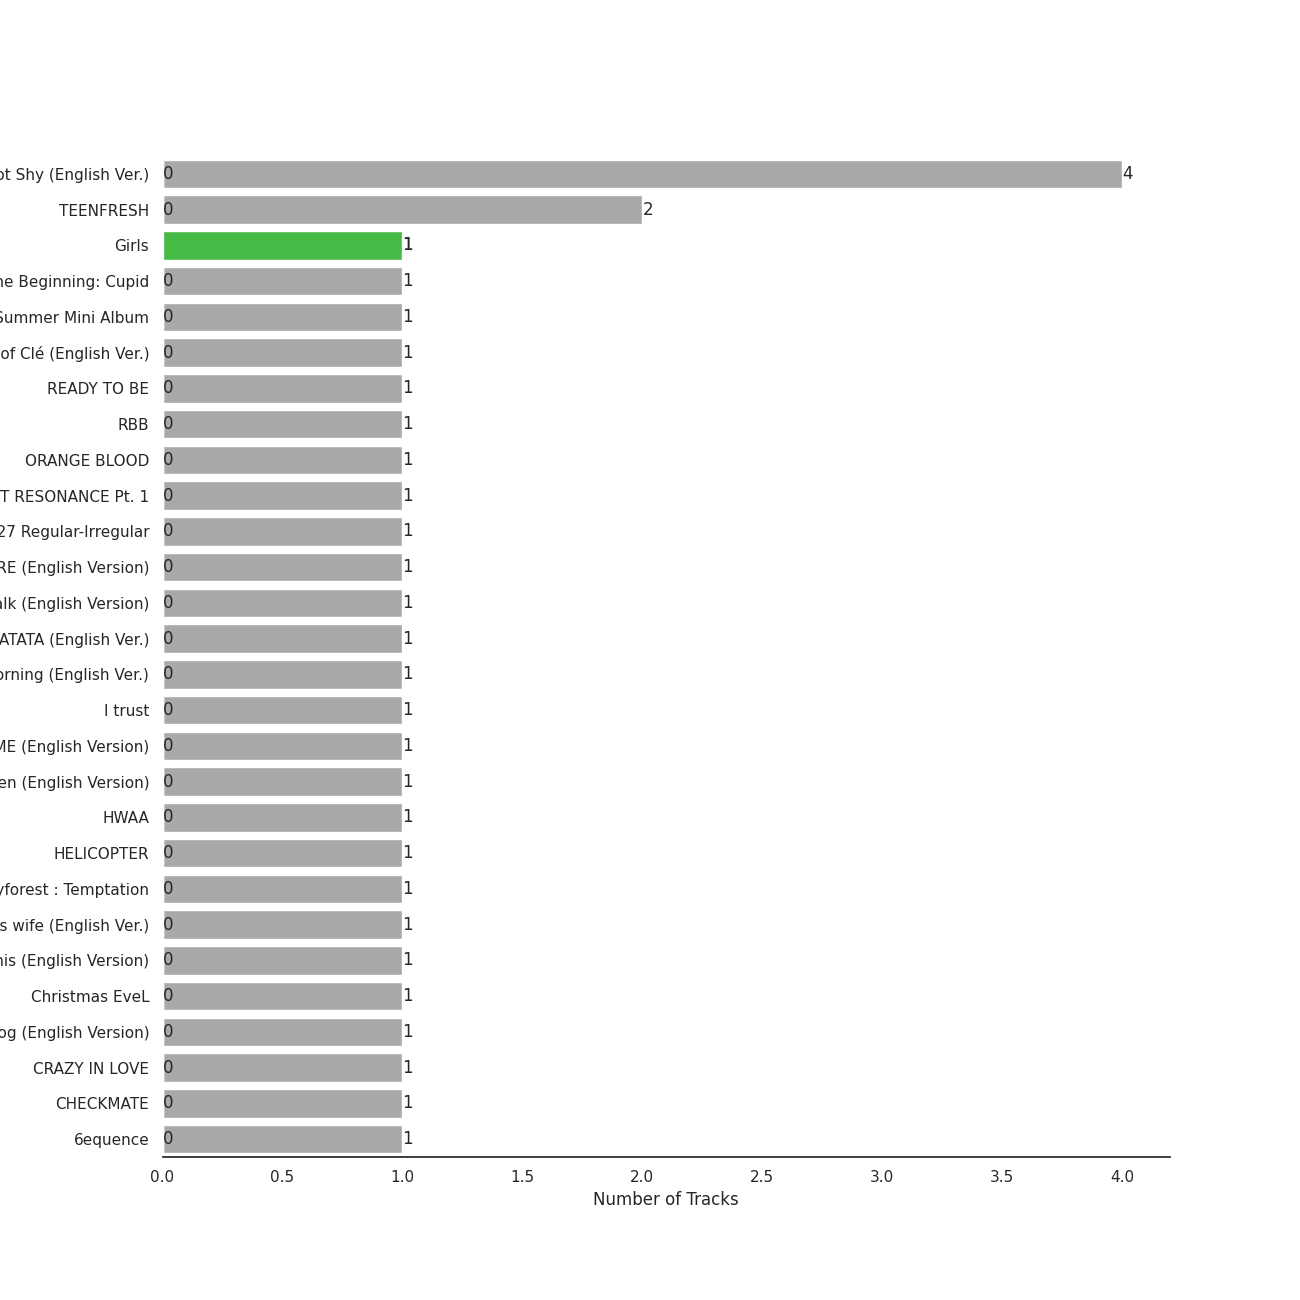 ot Shy (English Ver.) 0 4
TEENFRESH 0 2
Girls 1
ne Beginning: Cupid 0 1
Summer Mini Album 0 1
of Clé (English Ver.) 0 1
READY TO BE 0 1
RBB 0 1
ORANGE BLOOD 0 1
T RESONANCE Pt. 1 0 1
27 Regular-Irregular 0 1
RE (English Version) 0 1
alk (English Version) 0 1
ATATA (English Ver.) 0 1
orning (English Ver.) 0 1
I trust 0 1
ME (English Version) 0 1
en (English Version) 0 1
HWAA 0 1
HELICOPTER 0 1
yforest : Temptation 0 1
s wife (English Ver.) 0 1
nis (English Version) 0 1
Christmas EveL 0 1
og (English Version) 0 1
CRAZY IN LOVE 0 1
CHECKMATE 0 1
6equence 0 1
0.0 0.5 1.0 1.5 2.0 2.5 3.0 3.5 4.0
Number of Tracks